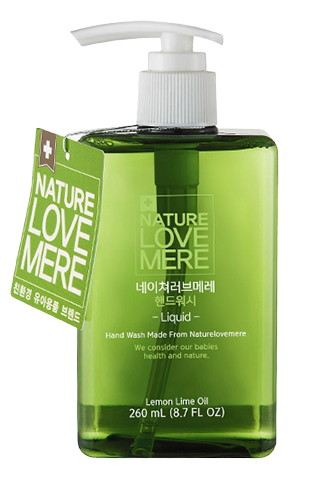 NATURE
LOVE
MERE
친환경 유아용품 브랜드
NATURE
LOVE
MERE
네이쳐러브메레
핸드워시
– Liquid –
Hand Wash Made From Naturelovemere
We consider our babies
health and nature.
Lemon Lime Oil
260 mL (8.7 FL OZ)